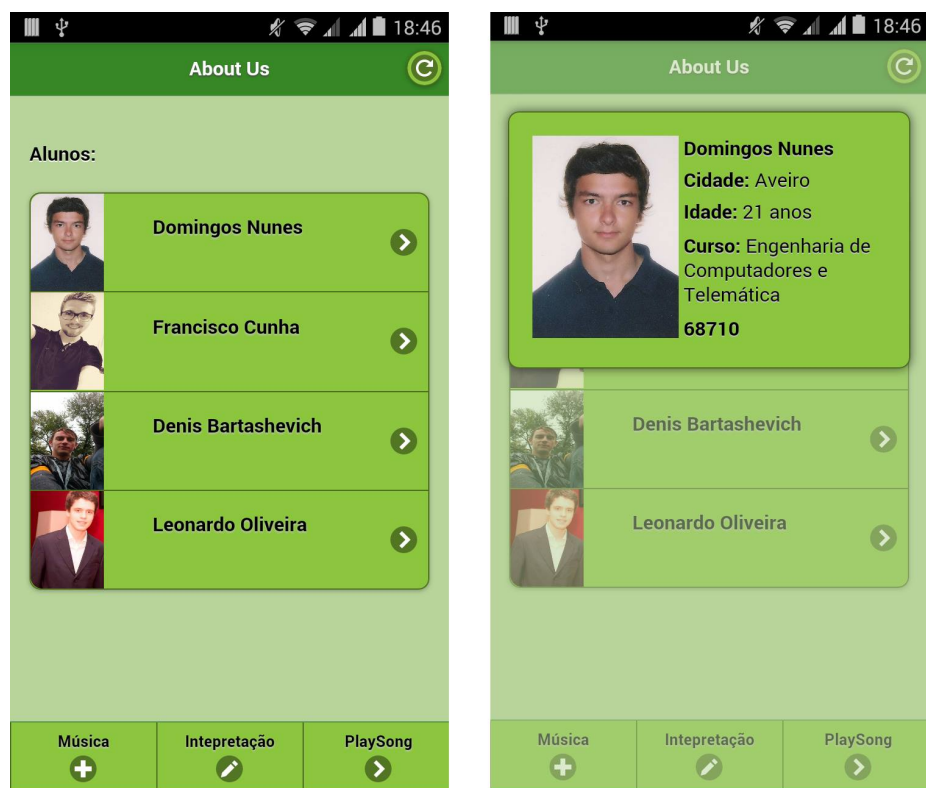 18:46
About Us
Alunos:
Domingos Nunes
Francisco Cunha
Denis Bartashevich
Leonardo Oliveira
Música
Intepretação
PlaySong
18:46
About Us
Domingos Nunes
Cidade: Aveiro
Idade: 21 anos
Curso: Engenharia de
Computadores e
Telemática
68710
Denis Bartashevich
Leonardo Oliveira
Música
Intepretação
PlaySong